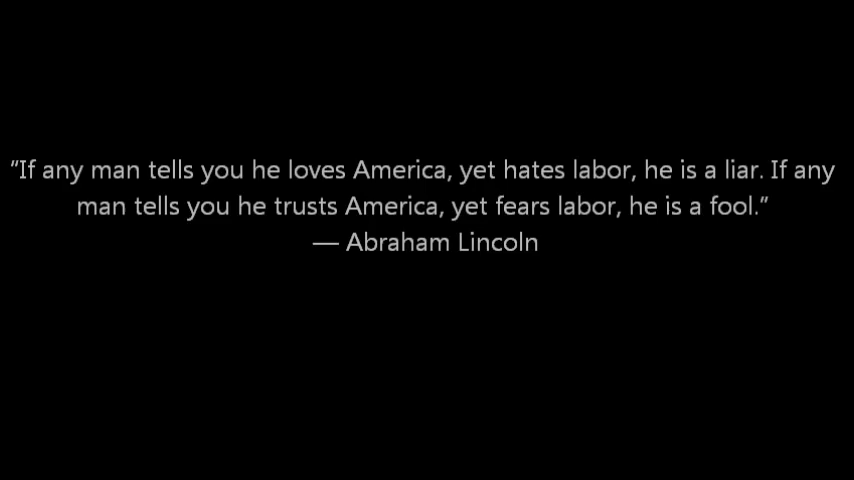 “If any man tells you he loves America, yet hates labor, he is a liar. If any
man tells you he trusts America, yet fears labor, he is a fool.”
— Abraham Lincoln